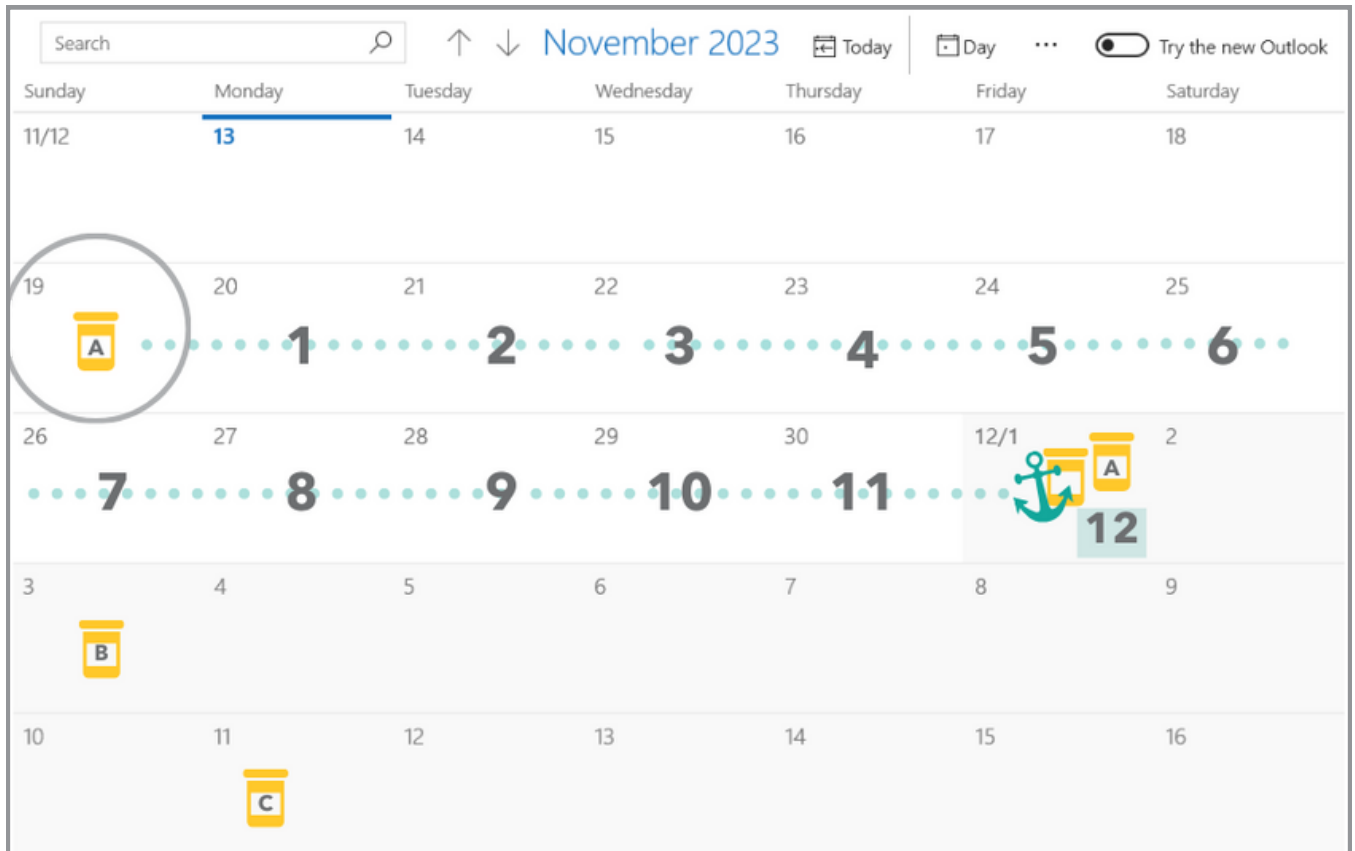 Search November 2023 Today Day ... Try the new Outlook
Sunday Monday Tuesday Wednesday Thursday Friday Saturday
11/12 13 14 15 16 17 18
19 20 21 22 23 24 25
A 1 2 3 4 5 6
26 27 28 29 30 12/1 2
A
7 8 9 10 11
12
3 4 5 6 7 8 9
B
10 11 12 13 14 15 16
C